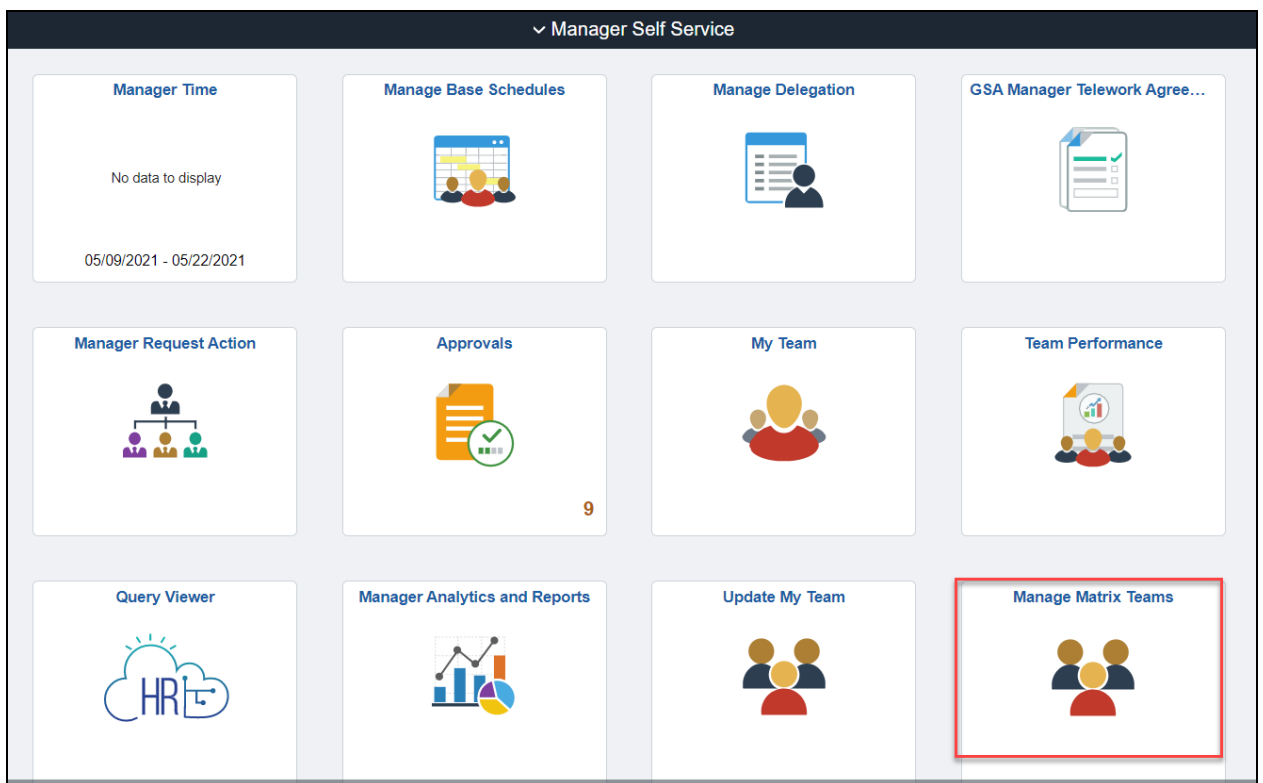 Manager Self Service
Manager Time
No data to display
05/09/2021 - 05/22/2021
Manage Base Schedules
Manage Delegation
GSA Manager Telework Agree...
Manager Request Action
Approvals
9
My Team
Team Performance
Query Viewer
HR
Manager Analytics and Reports
Update My Team
Manage Matrix Teams